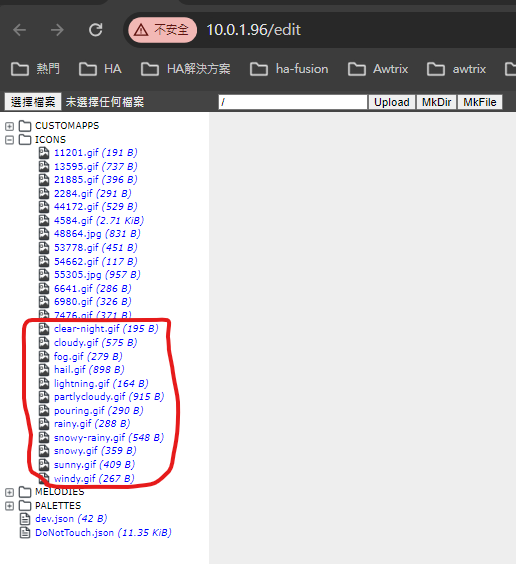 不安全 10.0.1.96/edit
熱門 HA HA解決方案 ha-fusion Awtrix awtrix
選擇檔案 未選擇任何檔案 / Upload MkDir MkFile
CUSTOMAPPS
ICONS
11201.gif (191 B)
13595.gif (737 B)
21885.gif (396 B)
2284.gif (291 B)
44172.gif (529 B)
4584.gif (2.71 KiB)
48864.jpg (831 B)
53778.gif (451 B)
54662.gif (117 B)
55305.jpg (957 B)
6641.gif (286 B)
6980.gif (326 B)
7476.gif (371 B)
clear-night.gif (195 B)
cloudy.gif (575 B)
fog.gif (279 B)
hail.gif (898 B)
lightning.gif (164 B)
partlycloudy.gif (915 B)
pouring.gif (290 B)
rainy.gif (288 B)
snowy-rainy.gif (548 B)
snowy.gif (359 B)
sunny.gif (409 B)
windy.gif (267 B)
MELODIES
PALETTES
dev.json (42 B)
DoNotTouch.json (11.35 KiB)